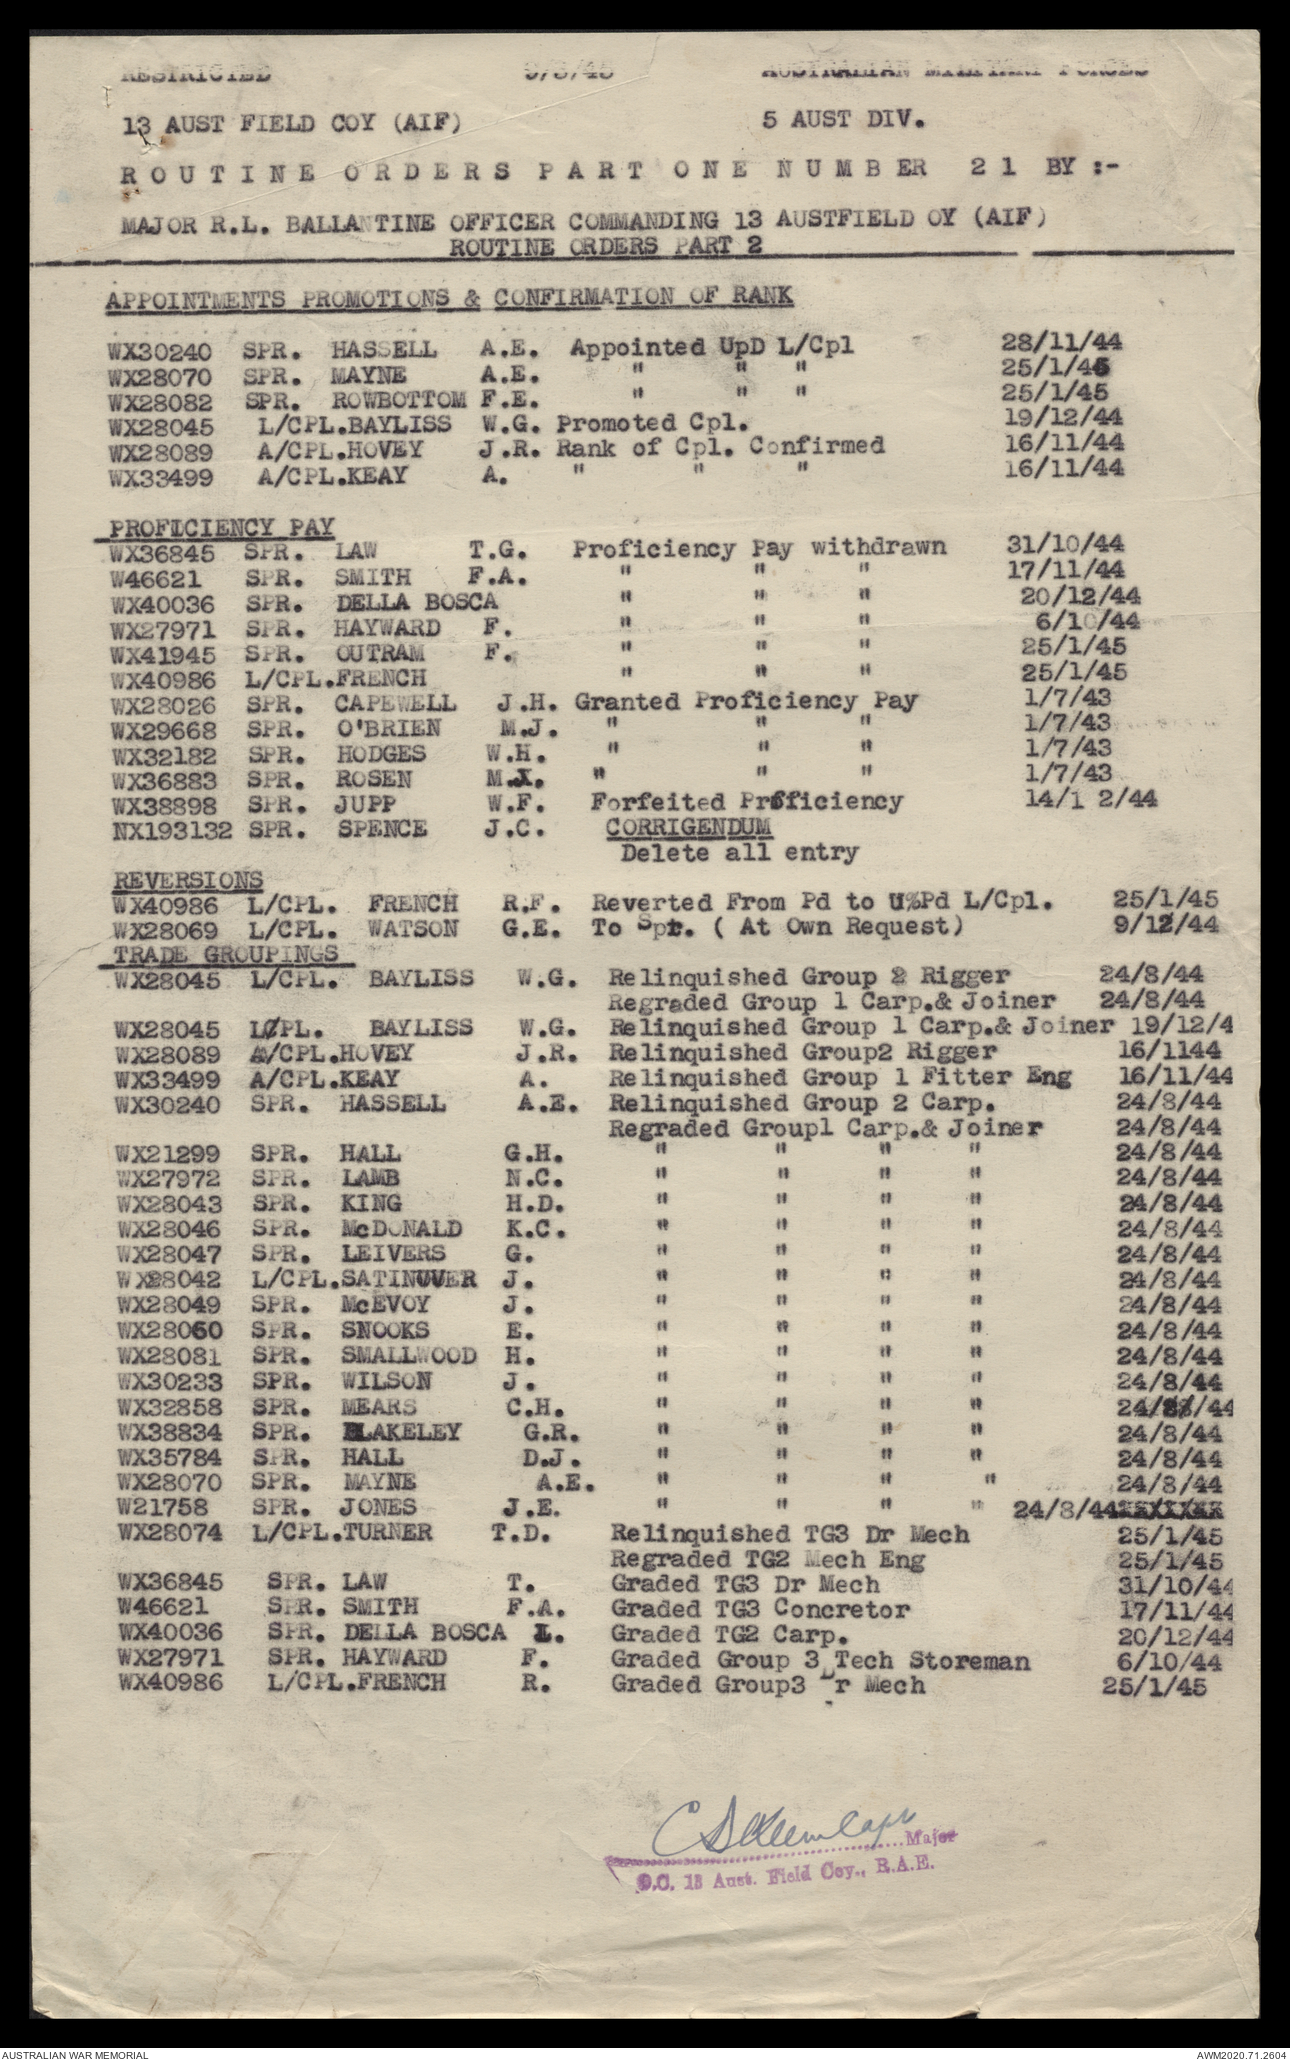 RESTRICTED 9/3/45 AUSTRALIAN MILITARY FORCES
13 AUST FIELD COY (AIF) 5 AUST DIV.
R O U T I N E O R D E R S P A R T O N E N U M B ER 2 1 BY :-
MAJOR R.L. BALLANTINE OFFICER COMMANDING 13 AUSTFIELD OY (AIF)
ROUTINE ORDERS PART 2
APPOINTMENTS PROMOTIONS & CONFIRMATION OF RANK
WX30240 SPR. HASSELL A.E. Appointed UpD L/Cpl 28/11/44
WX28070 SPR. MAYNE A.E. " " " 25/1/45
WX28082 SPR. ROWBOTTOM F.E. " " " 25/1/45
WX28045 L/CPL.BAYLISS W.G. Promoted Cpl. 19/12/44
WX28089 A/CPL.HOVEY J.R. Rank of Cpl. Confirmed 16/11/44
WX33499 A/CPL.KEAY A. " " " 16/11/44
PROFICIENCY PAY
WX36845 SPR. LAW T.G. Proficiency Pay withdrawn 31/10/44
W46621 SPR. SMITH F.A. " " " 17/11/44
WX40036 SPR. DELLA BOSCA " " " 20/12/44
WX27971 SPR. HAYWARD F. " " " 6/10/44
WX41945 SPR. OUTRAM F. " " " 25/1/45
WX40986 L/CPL.FRENCH " " " 25/1/45
WX28026 SPR. CAPEWELL J.H. Granted Proficiency Pay 1/7/43
WX29668 SPR. O'BRIEN M.J. " " " 1/7/43
WX32182 SPR. HODGES W.H. " " " 1/7/43
WX36883 SPR. ROSEN " " " 1/7/43
WX38898 SPR. JUPP W.F. Forfeited Proficiency 14/1 2/44
NX193132 SPR. SPENCE J.C. CORRIGENDUM
Delete all entry
REVERSIONS
WX40986 L/CPL. FRENCH R.F. Reverted From Pd to U%Pd L/Cpl. 25/1/45
WX28069 L/CPL. WATSON G.E. To Spr. ( At Own Request) 9/12/44
TRADE GROUPINGS
WX28045 L/CPL. BAYLISS W.G. Relinquished Group 2 Rigger 24/8/44
Regraded Group 1 Carp.& Joiner 24/8/44
WX28045 L/CPL. BAYLISS W.G. Relinquished Group 1 Carp.& Joiner 19/12/4
WX28089 A/CPL.HOVEY J.R. Relinquished Group2 Rigger 16/1144
WX33499 A/CPL.KEAY A. Relinquished Group 1 Fitter Eng 16/11/44
WX30240 SPR. HASSELL A.E. Relinquished Group 2 Carp. 24/8/44
Regraded Group1 Carp.& Joiner 24/8/44
WX21299 SPR. HALL G.H. " " " " 24/8/44
WX27972 SPR. LAMB N.C. " " " " 24/8/44
WX28043 SPR. KING H.D. " " " " 24/8/44
WX28046 SPR. McDONALD K.C. " " " " 24/8/44
WX28047 SPR. LEIVERS G. " " " " 24/8/44
WX28042 L/CPL.SATINUVER J. " " " " 24/8/44
WX28049 SPR. McEVOY J. " " " " 24/8/44
WX28060 SPR. SNOOKS E. " " " " 24/8/44
WX28081 SPR. SMALLWOOD H. " " " " 24/8/44
WX30233 SPR. WILSON J. " " " " 24/8/44
WX32858 SPR. MEARS C.H. " " " " 24/8/44
WX38834 SPR. BLAKELEY G.R. " " " " 24/8/44
WX35784 SPR. HALL D.J. " " " " 24/8/44
WX28070 SPR. MAYNE A.E. " " " " 24/8/44
W21758 SPR. JONES J.E. " " " " 24/8/44
WX28074 L/CPL.TURNER T.D. Relinquished TG3 Dr Mech 25/1/45
Regraded TG2 Mech Eng 25/1/45
WX36845 SPR. LAW T. Graded TG3 Dr Mech 31/10/44
W46621 SPR. SMITH F.A. Graded TG3 Concretor 17/11/44
WX40036 SPR. DELLA BOSCA L. Graded TG2 Carp. 20/12/44
WX27971 SPR. HAYWARD F. Graded Group 3 Tech Storeman 6/10/44
WX40986 L/CPL.FRENCH R. Graded Group3 Dr Mech 25/1/45
Capt
Major
O.C. 13 Aust. Field Coy., R.A.E.
AUSTRALIAN WAR MEMORIAL AWM2020.71.2604